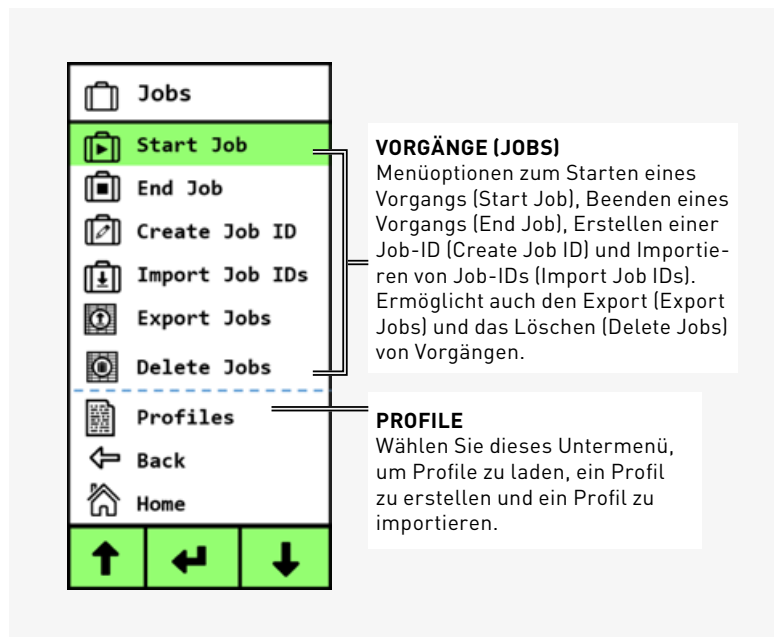 Jobs
Start Job
End Job
Create Job ID
Import Job IDs
Export Jobs
Delete Jobs
Profiles
Back
Home
VORGÄNGE (JOBS)
Menüoptionen zum Starten eines
Vorgangs (Start Job), Beenden eines
Vorgangs (End Job), Erstellen einer
Job-ID (Create Job ID) und Importie-
ren von Job-IDs (Import Job IDs).
Ermöglicht auch den Export (Export
Jobs) und das Löschen (Delete Jobs)
von Vorgängen.
PROFILE
Wählen Sie dieses Untermenü,
um Profile zu laden, ein Profil
zu erstellen und ein Profil zu
importieren.